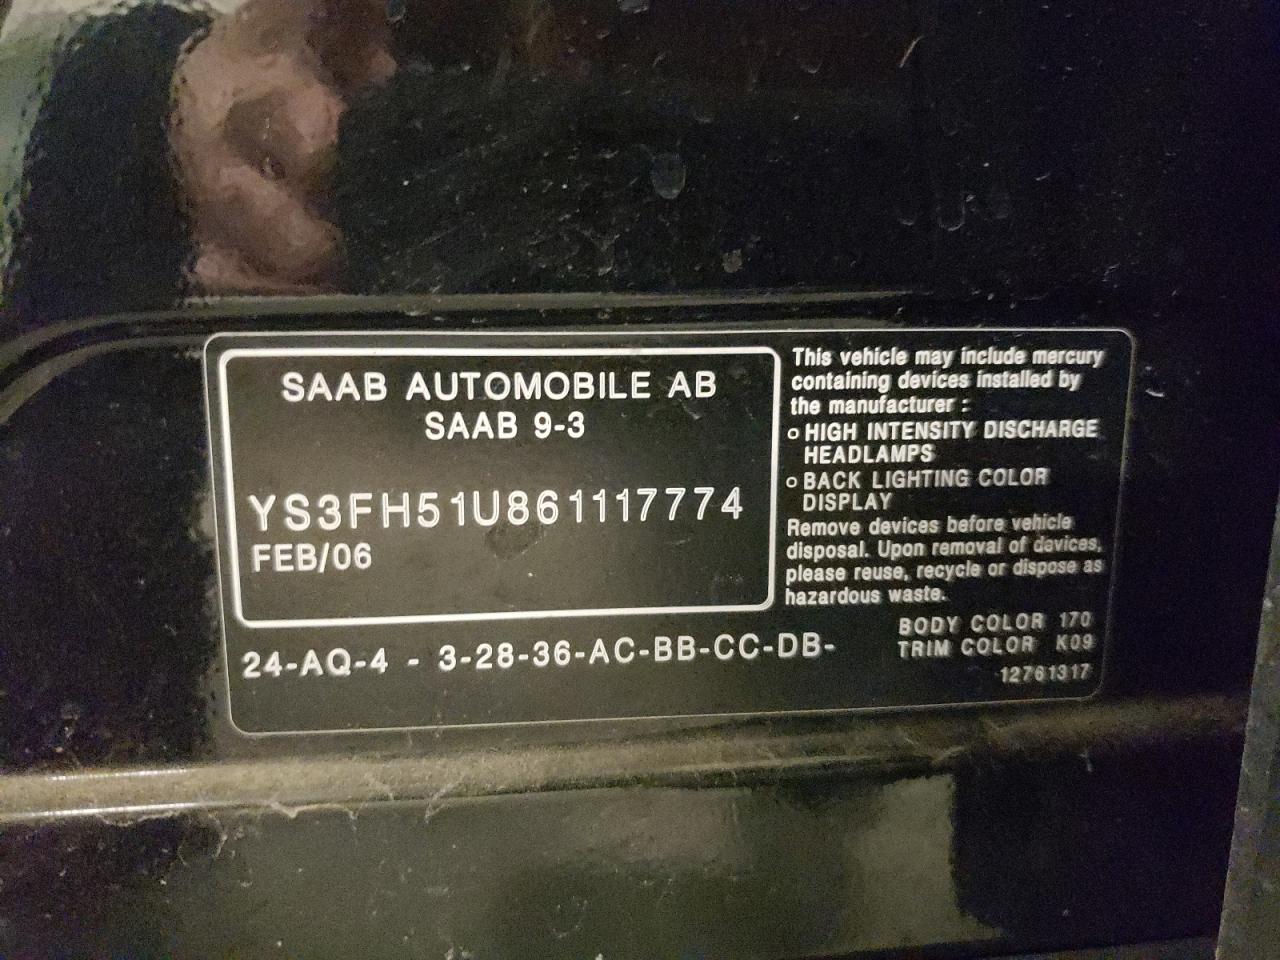 SAAB AUTOMOBILE AB
SAAB 9-3
YS3FH51U861117774
FEB/06
This vehicle may include mercury
containing devices installed by
the manufacturer :
o HIGH INTENSITY DISCHARGE
HEADLAMPS
o BACK LIGHTING COLOR
DISPLAY
Remove devices before vehicle
disposal. Upon removal of devices,
please reuse, recycle or dispose as
hazardous waste.
24-AQ-4 - 3-28-36-AC-BB-CC-DB-
BODY COLOR 170
TRIM COLOR K09
12761317